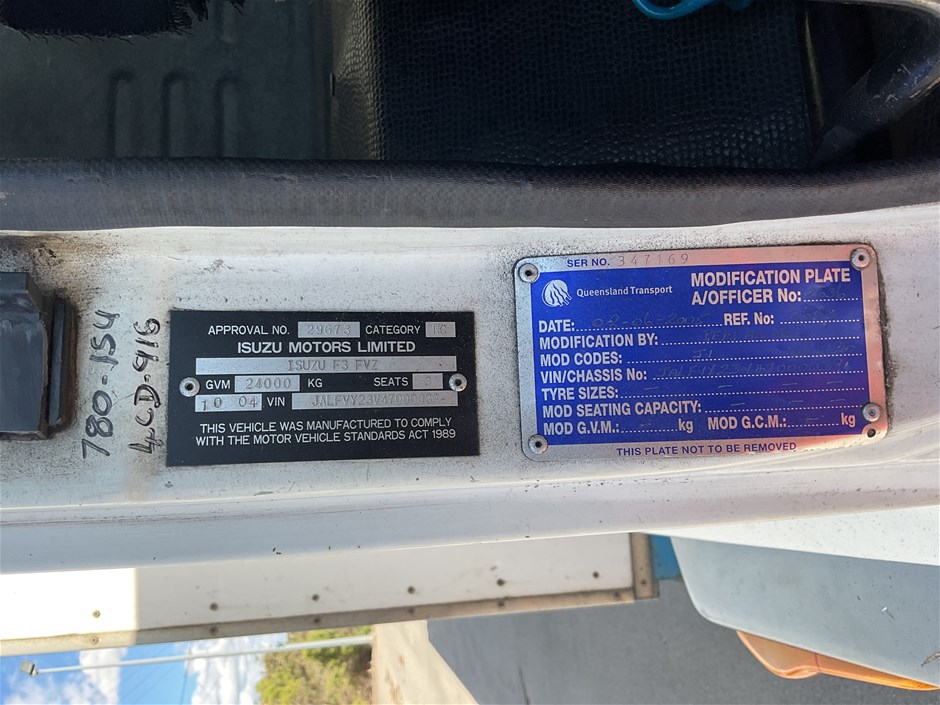 780-154
4CD-916
APPROVAL NO. 29673 CATEGORY
ISUZU MOTORS LIMITED
ISUZU F3 FVZ
GVM 24000 KG SEATS
10 04 VIN
THIS VEHICLE WAS MANUFACTURED TO COMPLY
WITH THE MOTOR VEHICLE STANDARDS ACT 1989
SER NO. 347169
Queensland Transport
MODIFICATION PLATE
A/OFFICER No:
DATE: REF. No:
MODIFICATION BY:
MOD CODES:
VIN/CHASSIS No:
TYRE SIZES:
MOD SEATING CAPACITY:
MOD G.V.M.: kg MOD G.C.M.: kg
THIS PLATE NOT TO BE REMOVED